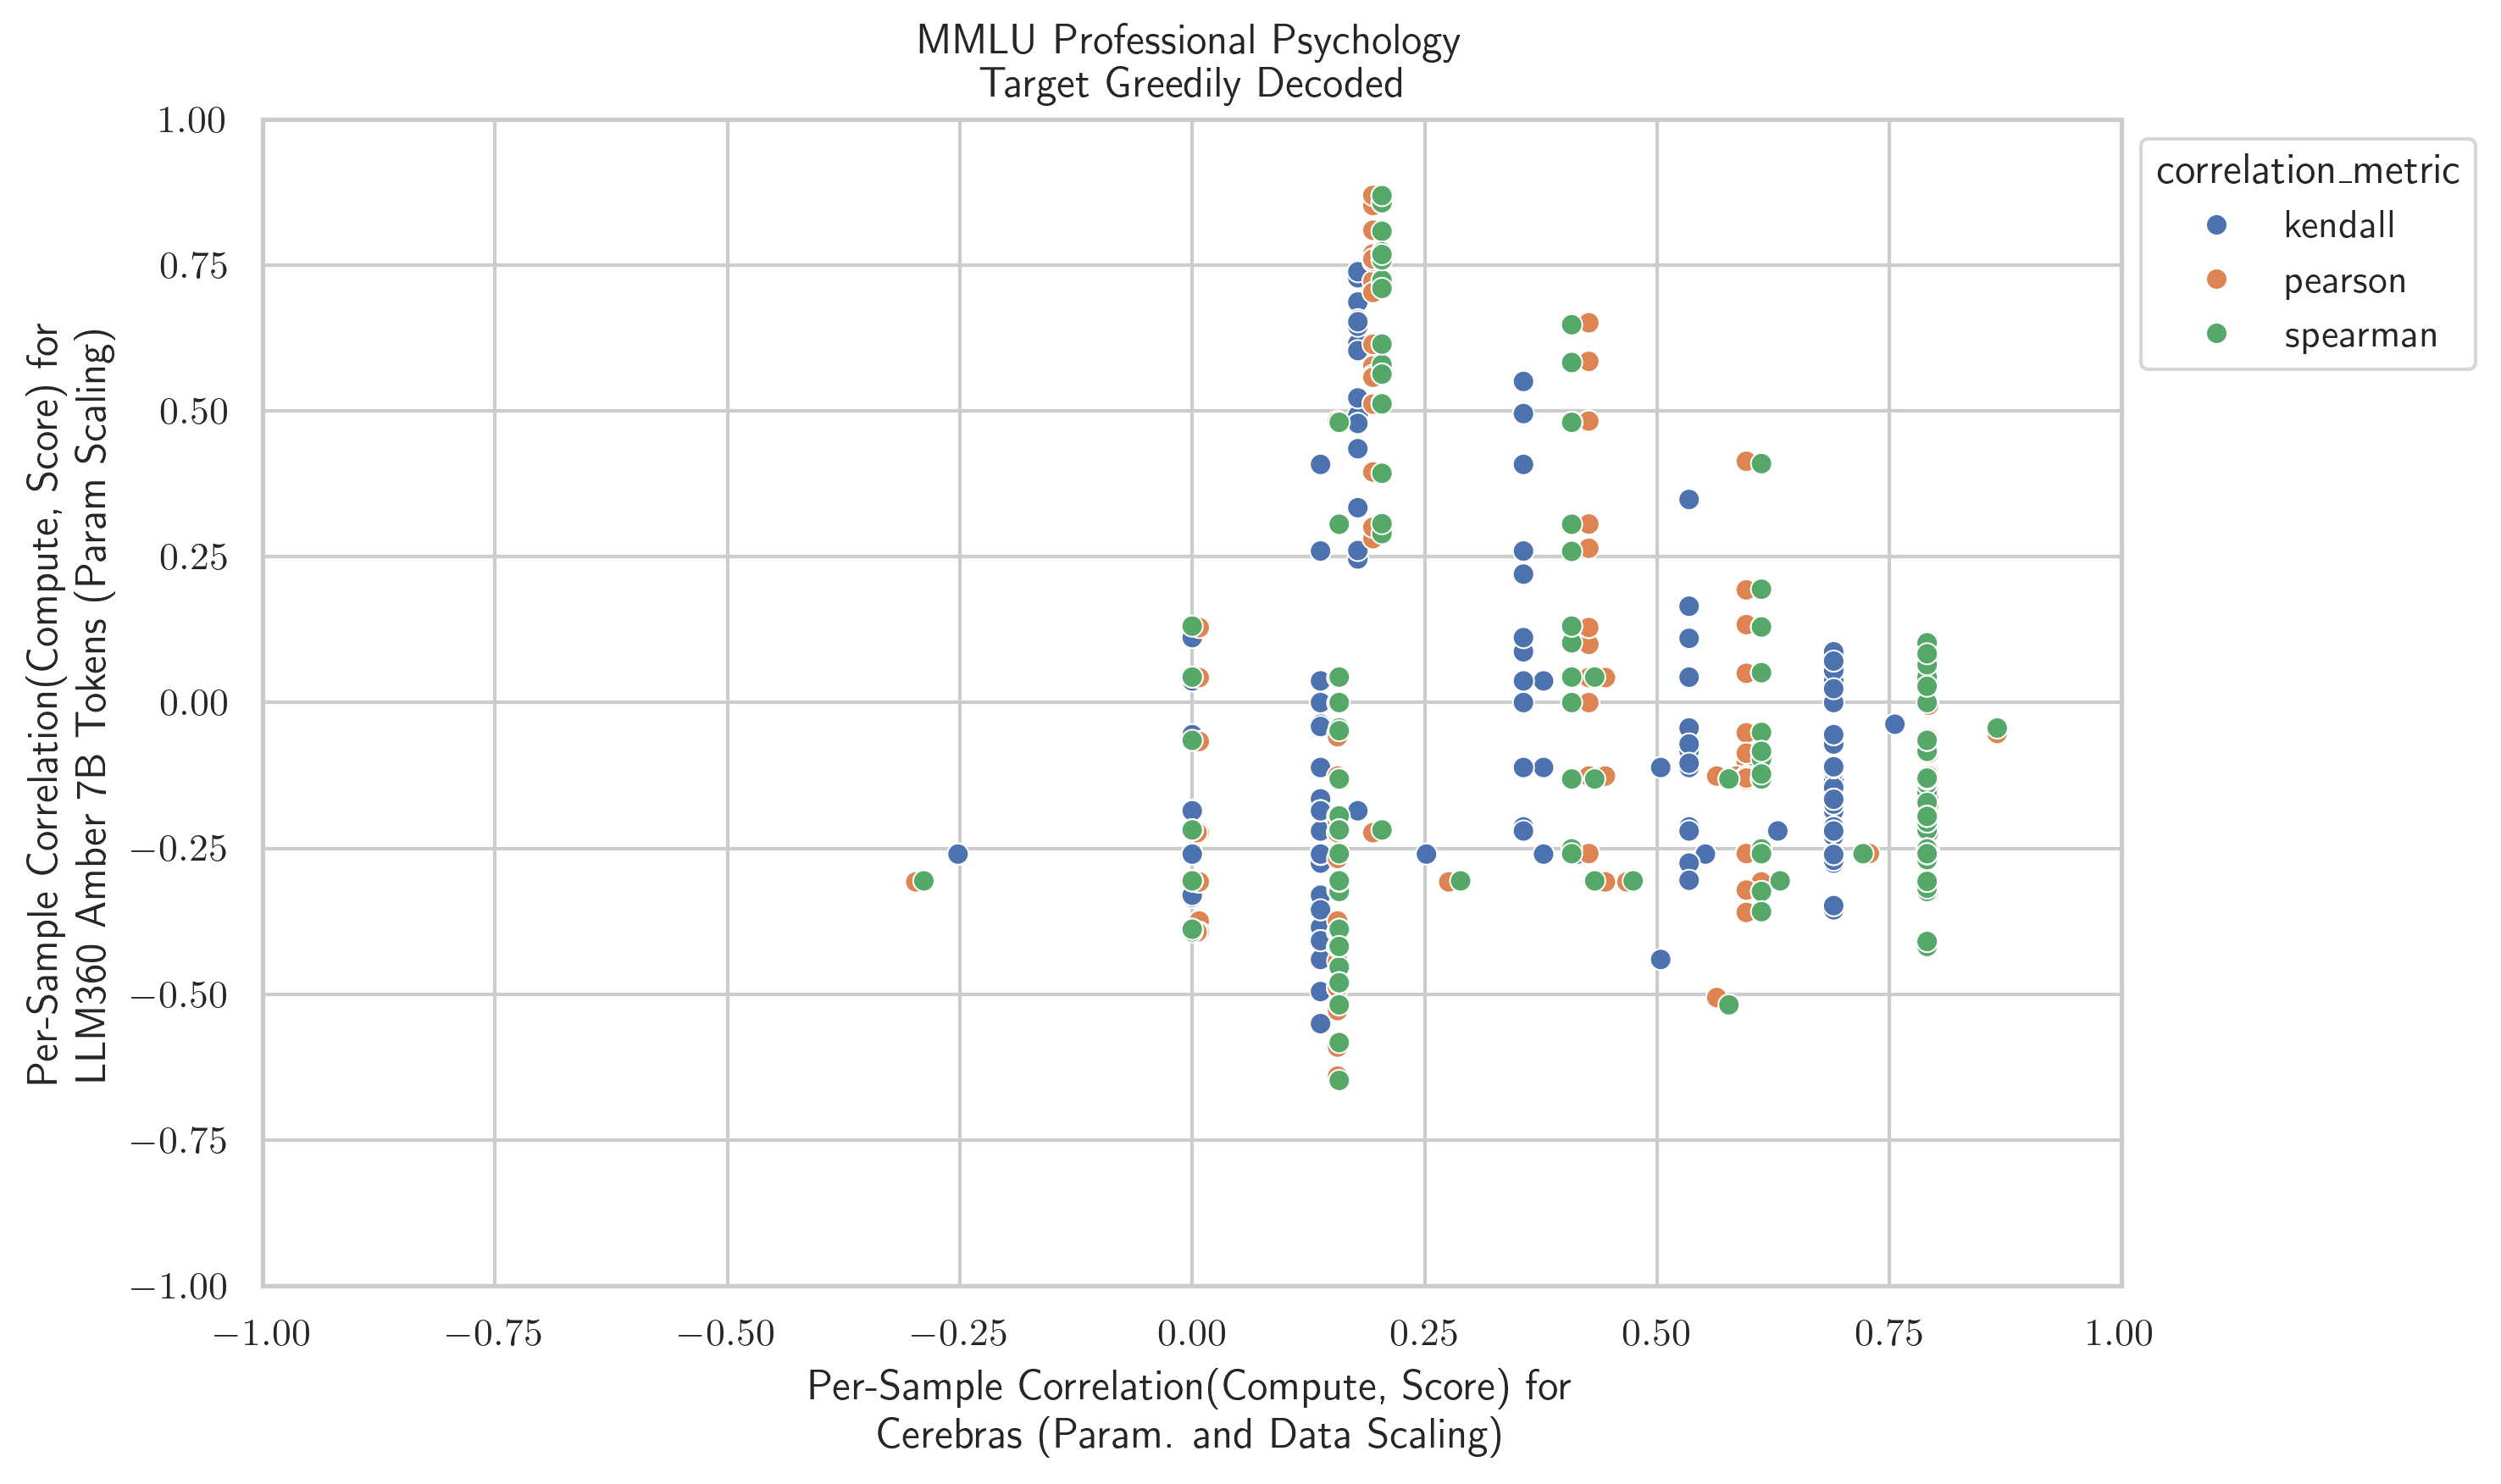 MMLU Professional Psychology
Target Greedily Decoded
Per-Sample Correlation(Compute, Score) for
LLM360 Amber 7B Tokens (Param Scaling)
1.00
0.75
0.50
0.25
0.00
−0.25
−0.50
−0.75
−1.00
−1.00 −0.75 −0.50 −0.25 0.00 0.25 0.50 0.75 1.00
Per-Sample Correlation(Compute, Score) for
Cerebras (Param. and Data Scaling)
correlation_metric
kendall
pearson
spearman